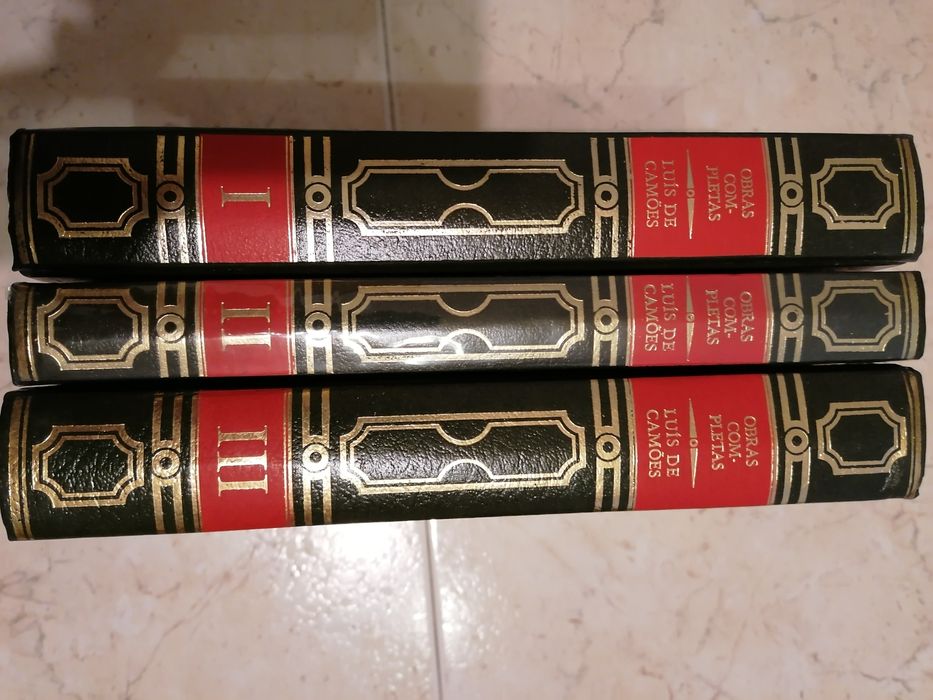 OBRAS
COM-
PLETAS
LUÍS DE
CAMÕES
I
OBRAS
COM-
PLETAS
LUÍS DE
CAMÕES
II
OBRAS
COM-
PLETAS
LUÍS DE
CAMÕES
III